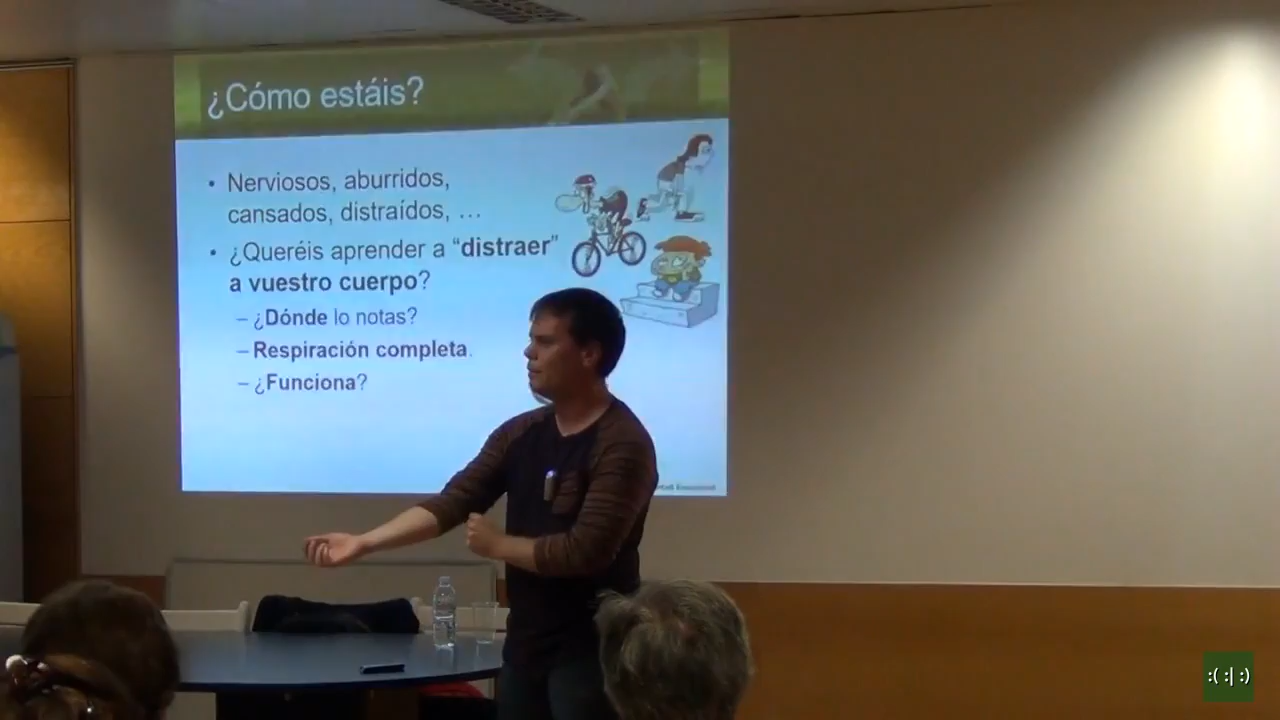 ¿Cómo estáis?
• Nerviosos, aburridos,
cansados, distraídos, …
• ¿Queréis aprender a “distraer”
a vuestro cuerpo?
– ¿Dónde lo notas?
– Respiración completa.
– ¿Funciona?
:( :| :)